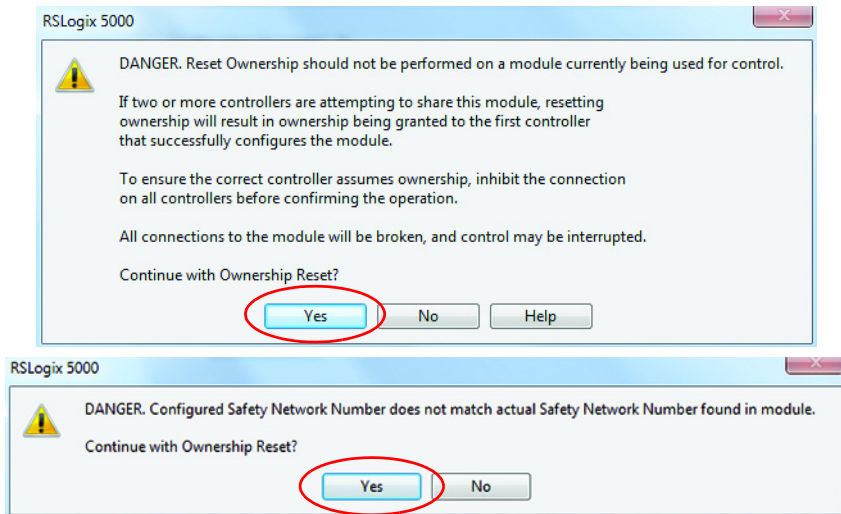 RSLogix 5000
DANGER. Reset Ownership should not be performed on a module currently being used for control.
If two or more controllers are attempting to share this module, resetting
ownership will result in ownership being granted to the first controller
that successfully configures the module.
To ensure the correct controller assumes ownership, inhibit the connection
on all controllers before confirming the operation.
All connections to the module will be broken, and control may be interrupted.
Continue with Ownership Reset?
Yes No Help
RSLogix 5000
DANGER. Configured Safety Network Number does not match actual Safety Network Number found in module.
Continue with Ownership Reset?
Yes No